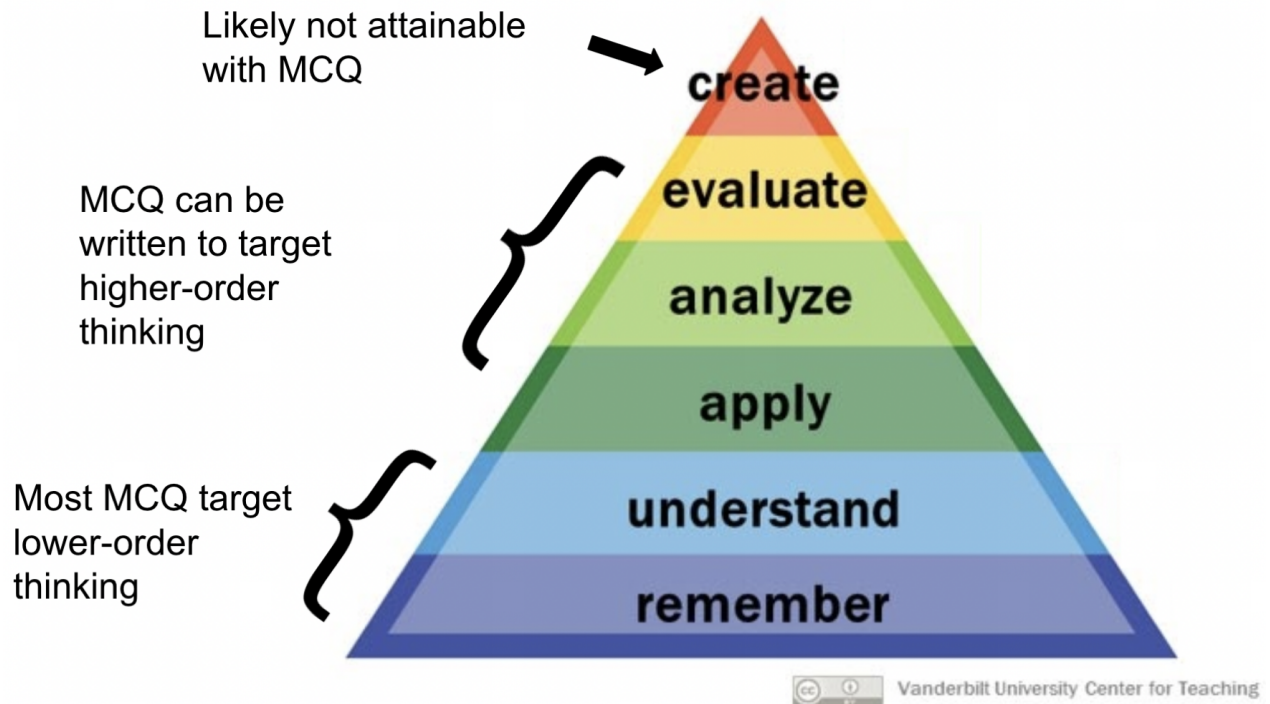 Likely not attainable
with MCQ
create
MCQ can be
written to target
higher-order
thinking
evaluate
analyze
apply
Most MCQ target
lower-order
thinking
understand
remember
cc
Vanderbilt University Center for Teaching